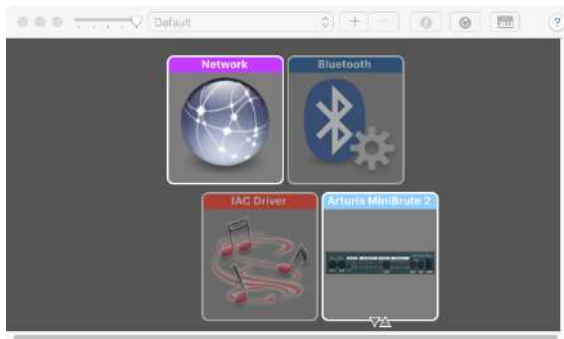 Default
?
Network
Bluetooth
IAC Driver
Arturia MiniBrute 2